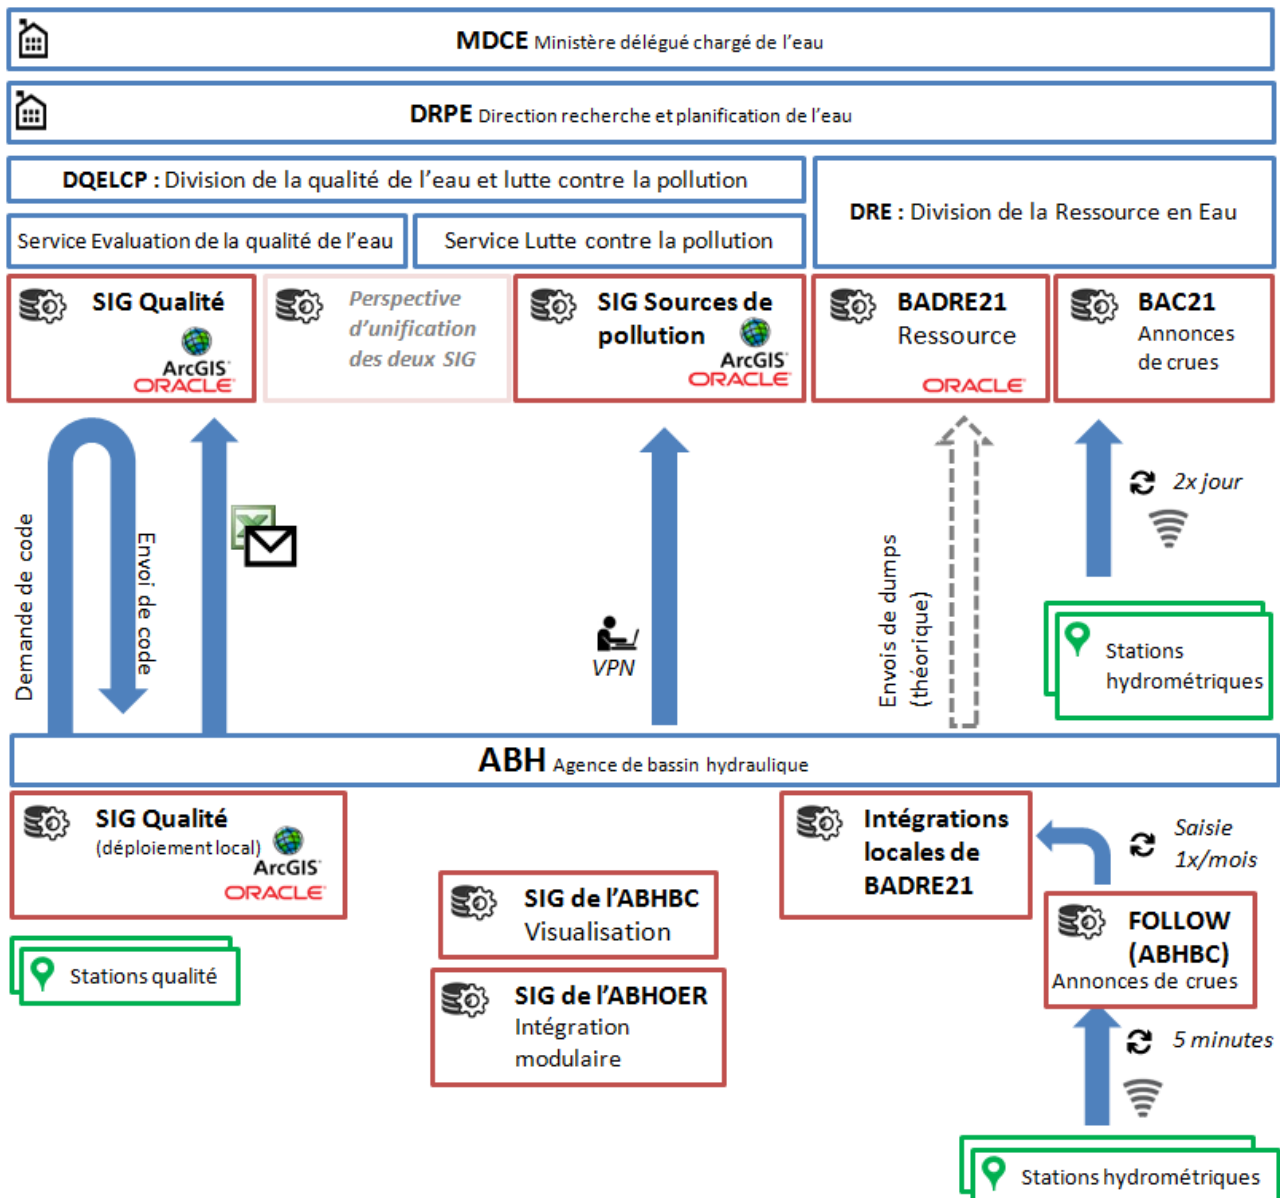 MDCE Ministère délégué chargé de l'eau
DRPE Direction recherche et planification de l'eau
DQELCP : Division de la qualité de l'eau et lutte contre la pollution
DRE : Division de la Ressource en Eau
Service Evaluation de la qualité de l'eau
Service Lutte contre la pollution
SIG Qualité
ArcGIS
ORACLE
Perspective
d'unification
des deux SIG
SIG Sources de
pollution
ArcGIS
ORACLE
BADRE21
Ressource
ORACLE
BAC21
Annonces
de crues
Demande de code
Envoi de code
VPN
Envois de dumps
(théorique)
2x jour
Stations
hydrométriques
ABH Agence de bassin hydraulique
SIG Qualité
(déploiement local)
ArcGIS
ORACLE
Stations qualité
SIG de l'ABHBC
Visualisation
SIG de l'ABHOER
Intégration
modulaire
Intégrations
locales de
BADRE21
Saisie
1x/mois
FOLLOW
(ABHBC)
Annonces de crues
5 minutes
Stations hydrométriques